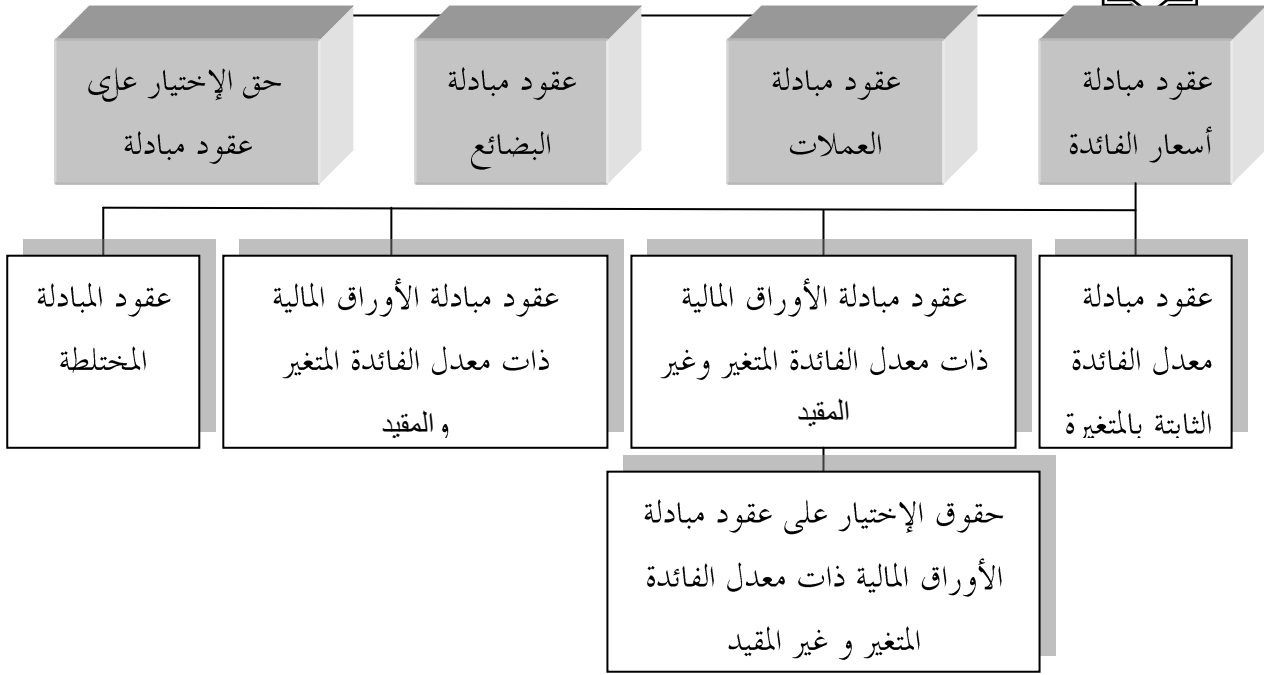 عقود مبادلة
أسعار الفائدة
عقود مبادلة
العملات
عقود مبادلة
البضائع
حق الإختيار على
عقود مبادلة
عقود مبادلة
معدل الفائدة
الثابتة بالمتغيرة
عقود مبادلة الأوراق المالية
ذات معدل الفائدة المتغير وغير
المقيد
عقود مبادلة الأوراق المالية
ذات معدل الفائدة المتغير
و المقيد
عقود المبادلة
المختلطة
حقوق الإختيار على عقود مبادلة
الأوراق المالية ذات معدل الفائدة
المتغير و غير المقيد